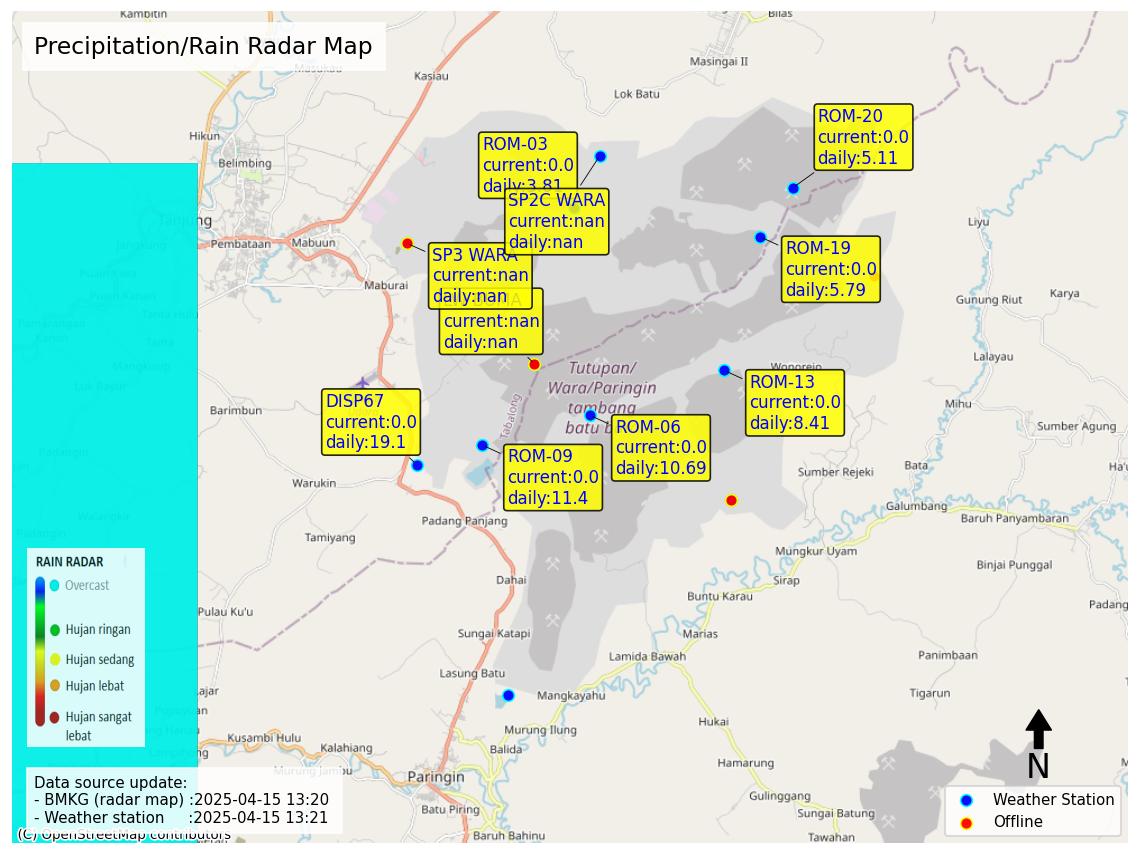 Kambitin
Bilas
Precipitation/Rain Radar Map
Masingai II
Masukau
Kasiau
Lok Batu
Hikun
Belimbing
ROM-20
current:0.0
daily:5.11
ROM-03
current:0.0
daily:3.81
SP2C WARA
current:nan
daily:nan
Tanjung
Jangkung
Pembataan
Mabuun
Liyu
ROM-19
current:0.0
daily:5.79
SP3 WARA
current:nan
daily:nan
Maburai
current:nan
daily:nan
Gunung Riut
Karya
Lalayau
Tutupan/
Wara/Paringin
tambang
Tabalong
Wonorejo
ROM-13
current:0.0
daily:8.41
Mihu
DISP67
current:0.0
daily:19.1
Barimbun
ROM-06
current:0.0
daily:10.69
ROM-09
current:0.0
daily:11.4
Sumber Agung
Bata
Sumber Rejeki
Warukin
Galumbang
Baruh Panyambaran
Padang Panjang
Tamiyang
Mungkur Uyam
Binjai Punggal
RAIN RADAR
Overcast
Hujan ringan
Hujan sedang
Hujan lebat
Hujan sangat
lebat
Dahai
Sirap
Buntu Karau
Padang
Pulau Ku'u
Sungai Katapi
Marias
Lamida Bawah
Panimbaan
Lasung Batu
Mangkayahu
Tigarun
Hukai
Murung Ilung
Kusambi Hulu
Kalahiang
Balida
Hamarung
Murung Jambu
Paringin
N
Data source update:
- BMKG (radar map) :2025-04-15 13:20
- Weather station :2025-04-15 13:21
Gulinggang
Batu Piring
Sungai Batung
Weather Station
Offline
(C) OpenStreetMap contributors
Baruh Bahinu
Tawahan